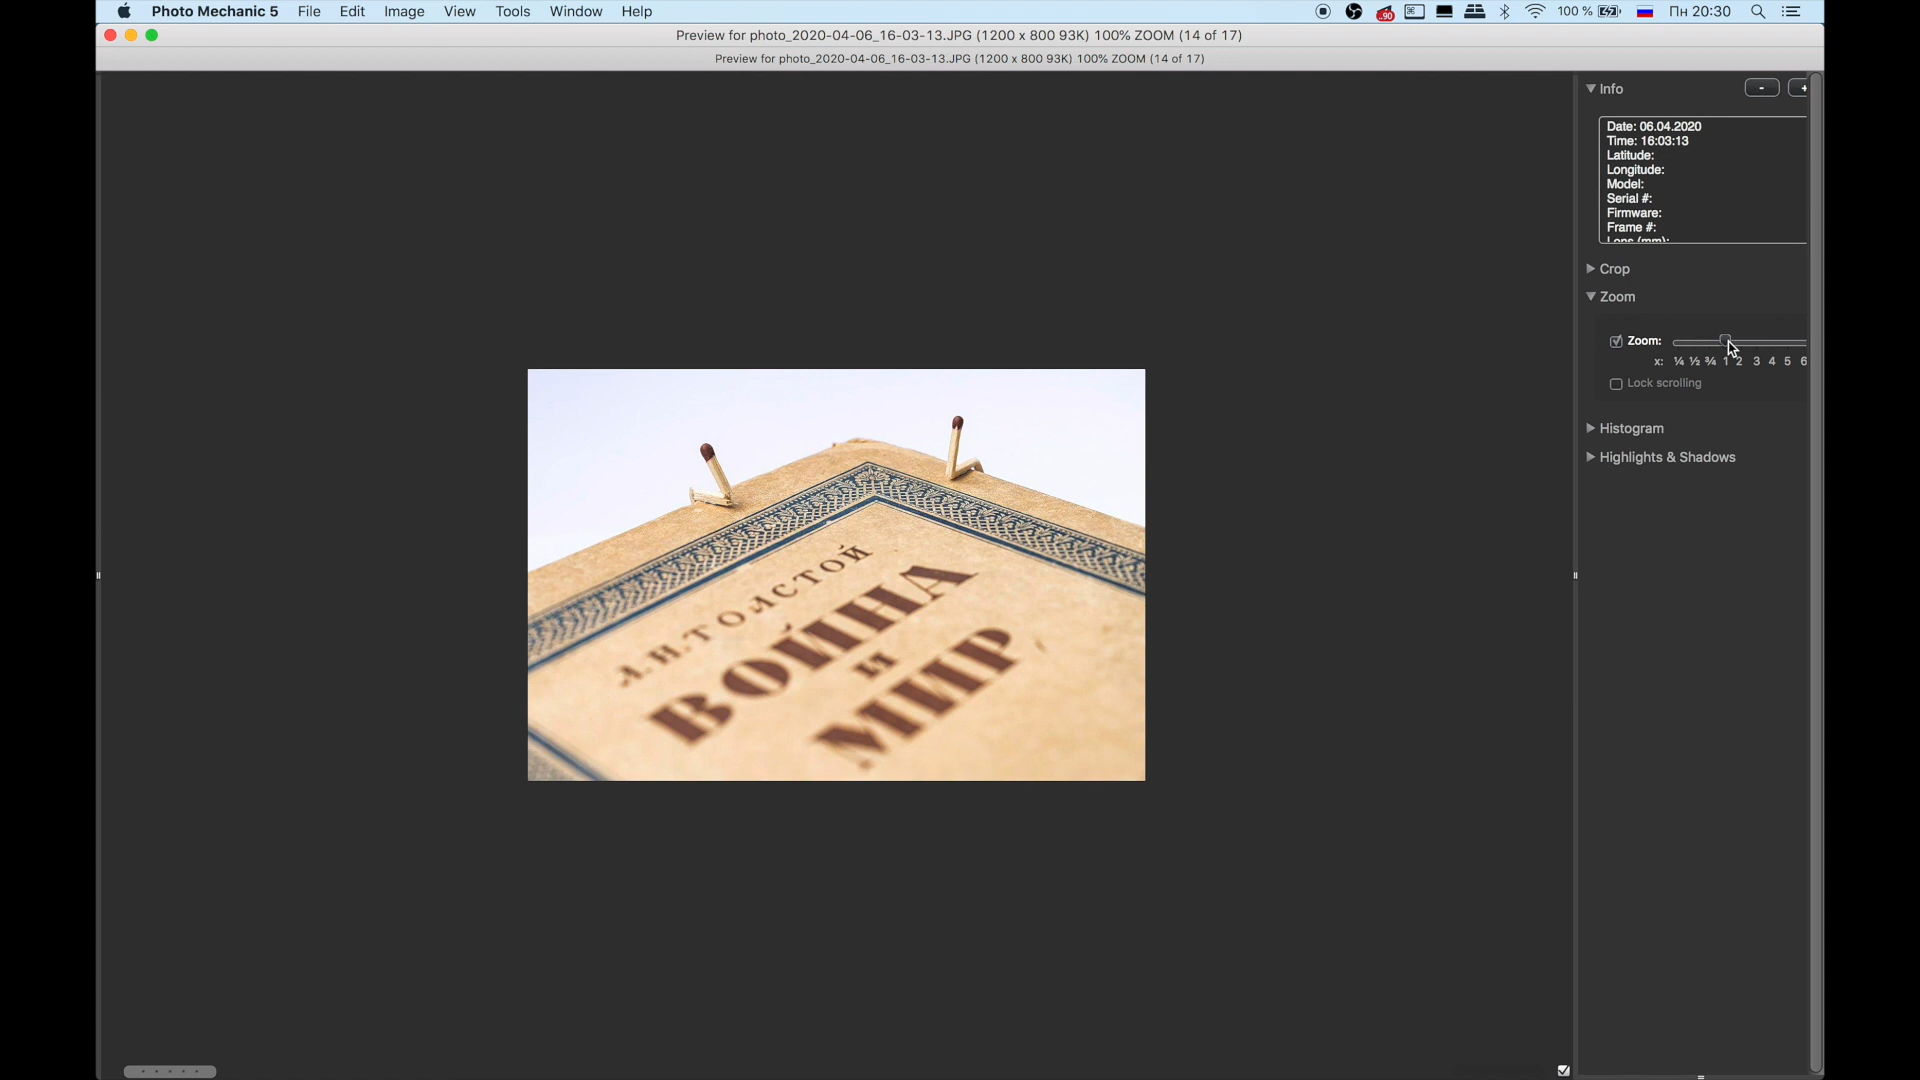 Photo Mechanic 5 File Edit Image View Tools Window Help
..90 100 % Пн 20:30
Preview for photo_2020-04-06_16-03-13.JPG (1200 x 800 93K) 100% ZOOM (14 of 17)
Preview for photo_2020-04-06_16-03-13.JPG (1200 x 800 93K) 100% ZOOM (14 of 17)
Info - +
Date: 06.04.2020
Time: 16:03:13
Latitude:
Longitude:
Model:
Serial #:
Firmware:
Frame #:
Lens (mm):
Crop
Zoom
Zoom:
x: ¼ ½ ¾ 1 2 3 4 5 6
Lock scrolling
Histogram
Highlights & Shadows
Л.Н.ТОЛСТОЙ
ВОЙНА
И
МИР